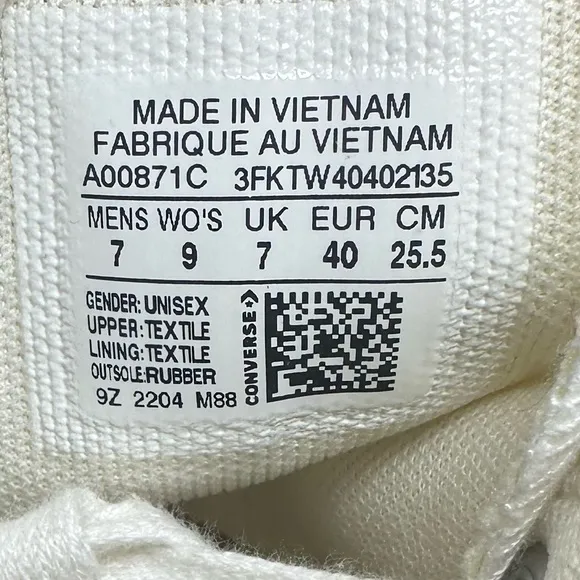 MADE IN VIETNAM
FABRIQUE AU VIETNAM
A00871C 3FKTW40402135
MENS WO'S UK EUR CM
7 9 7 40 25.5
GENDER: UNISEX
UPPER:TEXTILE
LINING:TEXTILE
OUTSOLE:RUBBER
9Z 2204 M88
CONVERSE